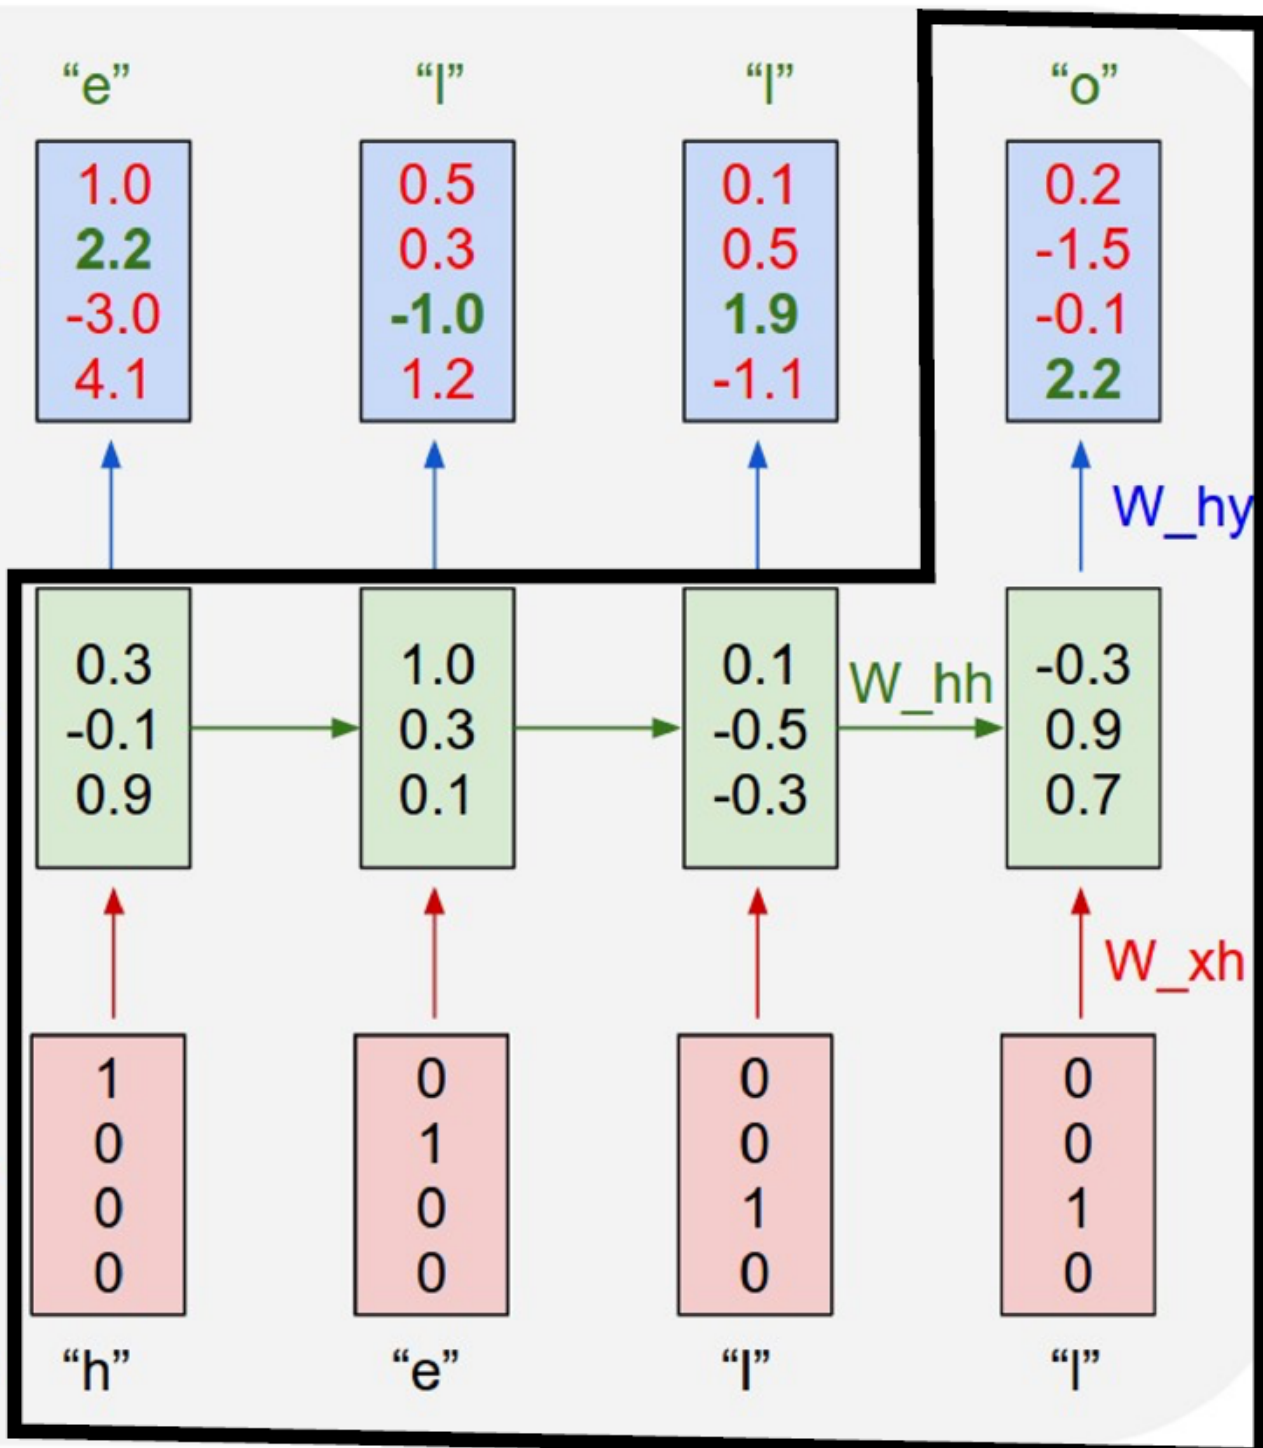 “e” “l” “l” “o”
1.0 0.5 0.1 0.2
2.2 0.3 0.5 -1.5
-3.0 -1.0 1.9 -0.1
4.1 1.2 -1.1 2.2
W_hy
0.3 1.0 0.1 W_hh -0.3
-0.1 0.3 -0.5 0.9
0.9 0.1 -0.3 0.7
W_xh
1 0 0 0
0 1 0 0
0 0 1 1
0 0 0 0
“h” “e” “l” “l”